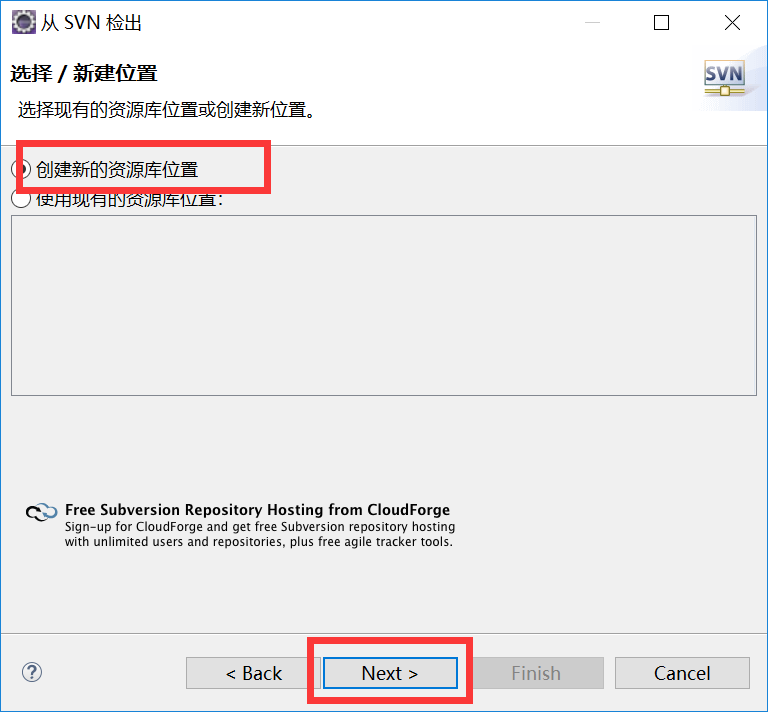 从 SVN 检出
选择 / 新建位置
选择现有的资源库位置或创建新位置。
SVN
创建新的资源库位置
使用现有的资源库位置:
Free Subversion Repository Hosting from CloudForge
Sign-up for CloudForge and get free Subversion repository hosting
with unlimited users and repositories, plus free agile tracker tools.
?
< Back
Next >
Finish
Cancel